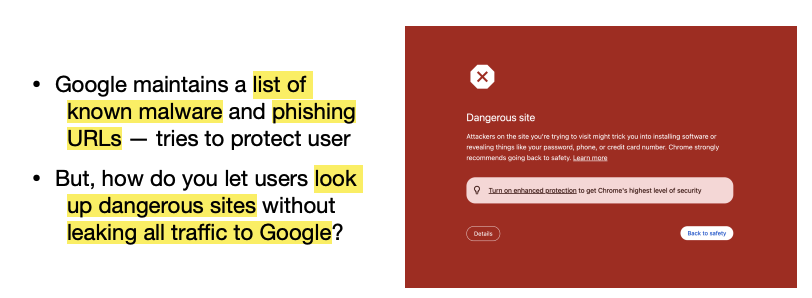 • Google maintains a list of
known malware and phishing
URLs — tries to protect user
• But, how do you let users look
up dangerous sites without
leaking all traffic to Google?
Dangerous site
Attackers on the site you're trying to visit might trick you into installing software or
revealing things like your password, phone, or credit card number. Chrome strongly
recommends going back to safety. Learn more
Turn on enhanced protection to get Chrome's highest level of security
Details
Back to safety